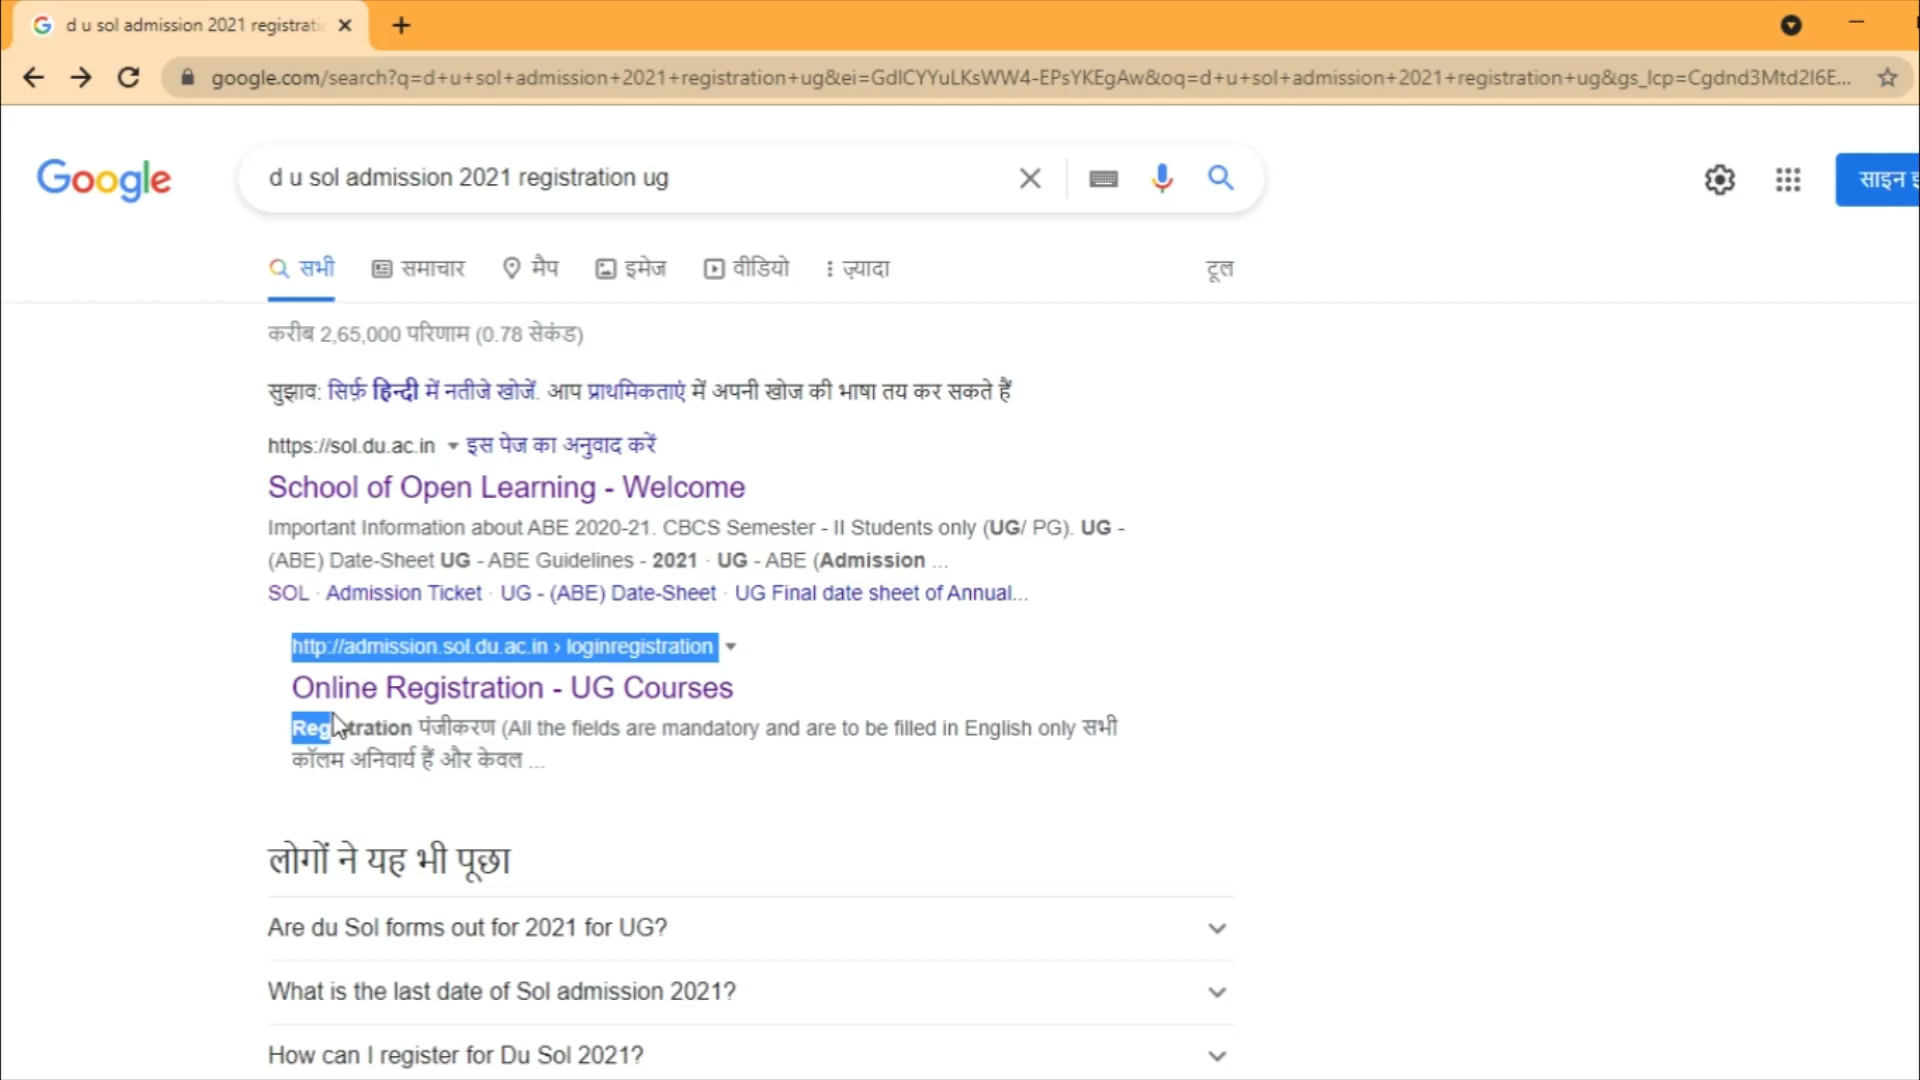 d u sol admission 2021 registrati
google.com/search?q=d+u+sol+admission+2021+registration+ug&ei=GdlCYYuLKsWW4-EPsYKEgAw&oq=d+u+sol+admission+2021+registration+ug&gs_lcp=Cgdnd3Mtd2l6E...
Google
d u sol admission 2021 registration ug
साइन इ
सभी समाचार मैप इमेज वीडियो ज़्यादा टूल
करीब 2,65,000 परिणाम (0.78 सेकंड)
सुझाव: सिर्फ़ हिन्दी में नतीजे खोजें. आप प्राथमिकताएं में अपनी खोज की भाषा तय कर सकते हैं
https://sol.du.ac.in इस पेज का अनुवाद करें
School of Open Learning - Welcome
Important Information about ABE 2020-21. CBCS Semester - II Students only (UG/ PG). UG -
(ABE) Date-Sheet UG - ABE Guidelines - 2021 · UG - ABE (Admission ...
SOL · Admission Ticket · UG - (ABE) Date-Sheet · UG Final date sheet of Annual...
http://admission.sol.du.ac.in › loginregistration
Online Registration - UG Courses
Registration पंजीकरण (All the fields are mandatory and are to be filled in English only सभी
कॉलम अनिवार्य हैं और केवल ...
लोगों ने यह भी पूछा
Are du Sol forms out for 2021 for UG?
What is the last date of Sol admission 2021?
How can I register for Du Sol 2021?